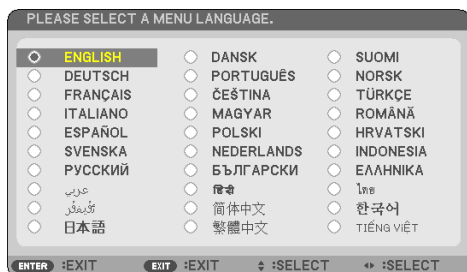 PLEASE SELECT A MENU LANGUAGE.
ENGLISH DANSK SUOMI
DEUTSCH PORTUGUÊS NORSK
FRANÇAIS ČEŠTINA TÜRKÇE
ITALIANO MAGYAR ROMÂNĂ
ESPAÑOL POLSKI HRVATSKI
SVENSKA NEDERLANDS INDONESIA
РУССКИЙ БЪЛГАРСКИ ΕΛΛΗΝΙΚΑ
عربي हिन्दी ไทย
简体中文 한국어
日本語 繁體中文 TIẾNG VIỆT
ENTER :EXIT EXIT :EXIT :SELECT :SELECT